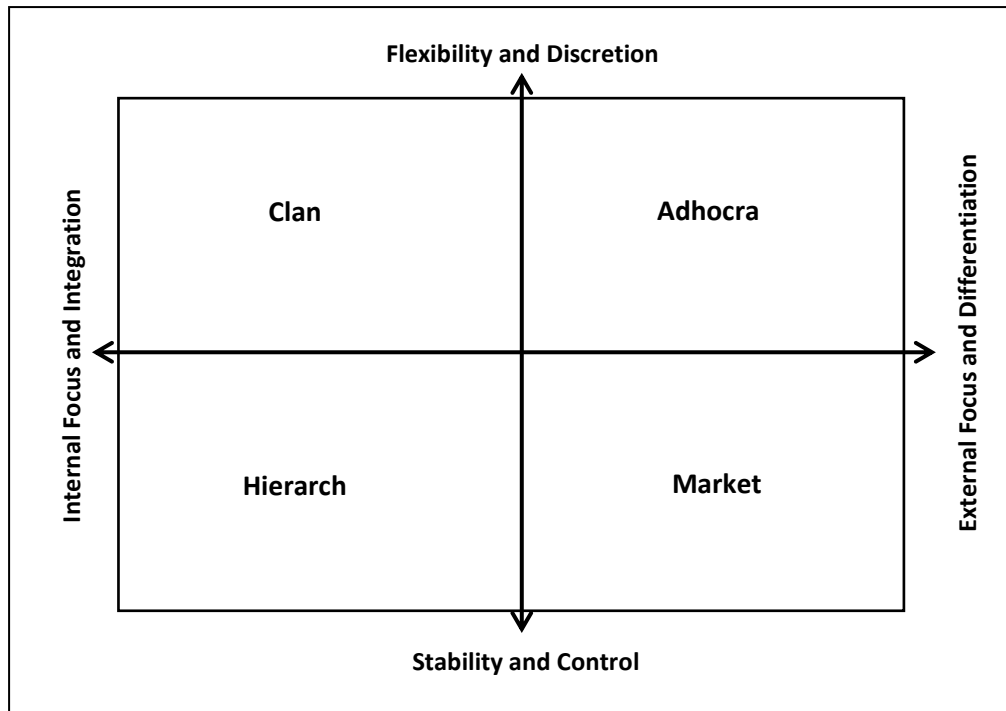 Flexibility and Discretion
Internal Focus and Integration
Clan
Adhocra
External Focus and Differentiation
Hierarch
Market
Stability and Control